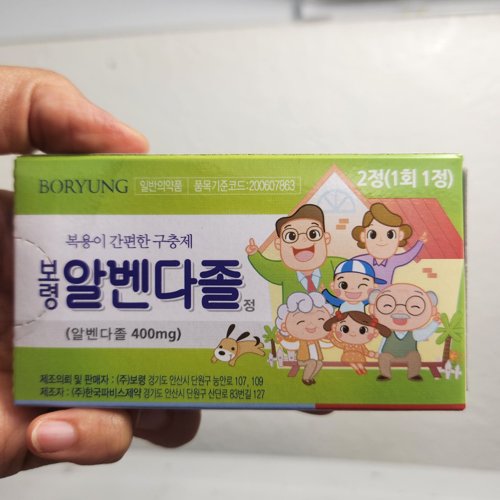 BORYUNG 일반의약품 품목기준코드:200607863 2정(1회 1정)
복용이 간편한 구충제
보령 알벤다졸 정
(알벤다졸 400mg)
제조의뢰 및 판매자 : (주)보령 경기도 안산시 단원구 능안로 107, 109
제조자 : (주)한국파비스제약 경기도 안산시 단원구 산단로 83번길 127